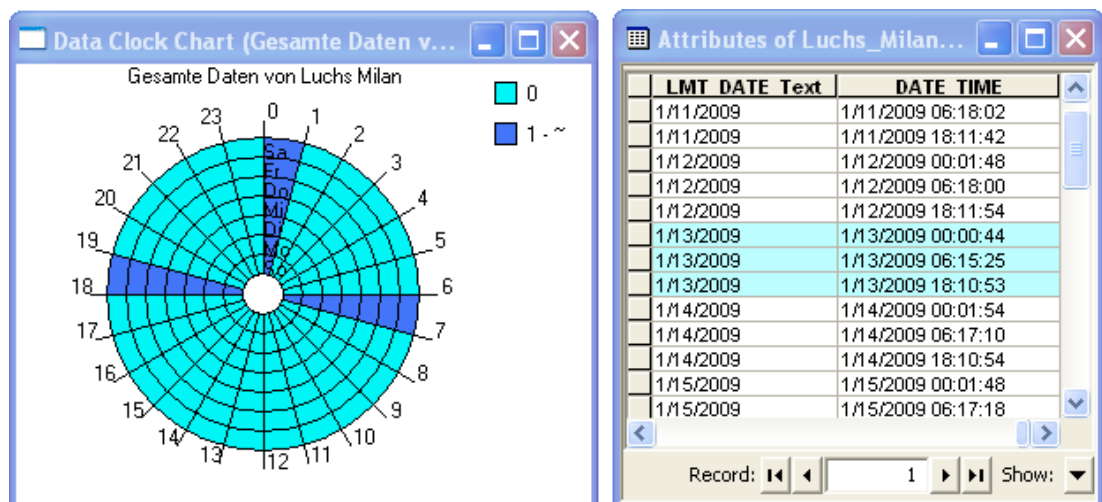 Data Clock Chart (Gesamte Daten v...
Gesamte Daten von Luchs Milan
0
1 - ~
0
1
2
3
4
5
6
7
8
9
10
11
12
13
14
15
16
17
18
19
20
21
22
23
Sa
Fr
Do
Mi
Di
Mo
So
Attributes of Luchs_Milan...
LMT_DATE_Text DATE_TIME
1/11/2009 1/11/2009 06:18:02
1/11/2009 1/11/2009 18:11:42
1/12/2009 1/12/2009 00:01:48
1/12/2009 1/12/2009 06:18:00
1/12/2009 1/12/2009 18:11:54
1/13/2009 1/13/2009 00:00:44
1/13/2009 1/13/2009 06:15:25
1/13/2009 1/13/2009 18:10:53
1/14/2009 1/14/2009 00:01:54
1/14/2009 1/14/2009 06:17:10
1/14/2009 1/14/2009 18:10:54
1/15/2009 1/15/2009 00:01:48
1/15/2009 1/15/2009 06:17:18
Record: 1 Show: